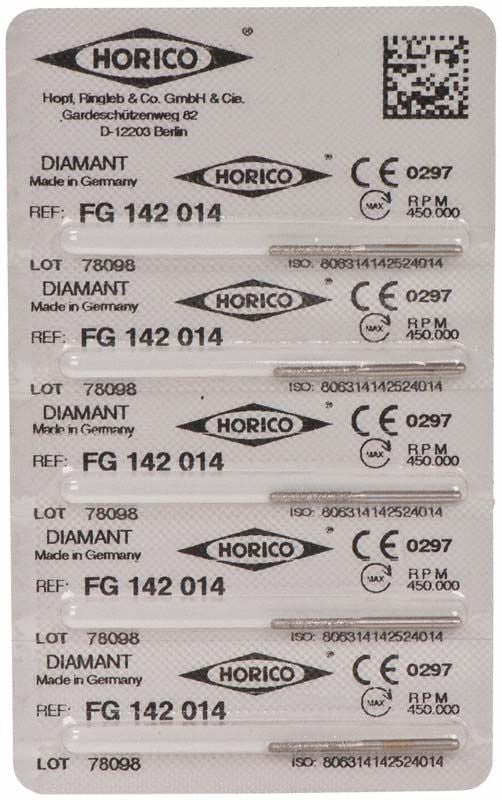 HORICO ®
Hopf, Ringleb & Co. GmbH & Cie.
Gardeschützenweg 82
D-12203 Berlin
DIAMANT HORICO ® CE 0297
Made in Germany MAX RPM 450.000
REF: FG 142 014
LOT 78098 ISO: 806314142524014
DIAMANT HORICO ® CE 0297
Made in Germany MAX RPM 450.000
REF: FG 142 014
LOT 78098 ISO: 806314142524014
DIAMANT HORICO ® CE 0297
Made in Germany MAX RPM 450.000
REF: FG 142 014
LOT 78098 ISO: 806314142524014
DIAMANT HORICO ® CE 0297
Made in Germany MAX RPM 450.000
REF: FG 142 014
LOT 78098 ISO: 806314142524014
DIAMANT HORICO ® CE 0297
Made in Germany MAX RPM 450.000
REF: FG 142 014
LOT 78098 ISO: 806314142524014